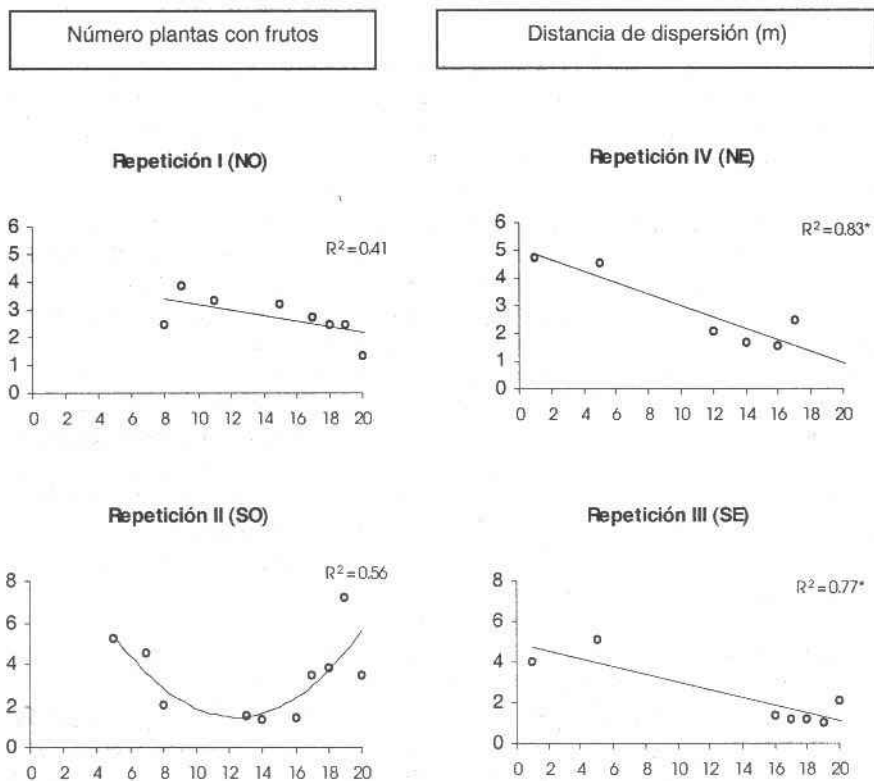 Número plantas con frutos
Distancia de dispersión (m)
Repetición I (NO)
R² = 0.41
6
5
4
3
2
1
0
0 2 4 6 8 10 12 14 16 18 20
Repetición IV (NE)
R² = 0.83*
6
5
4
3
2
1
0
0 2 4 6 8 10 12 14 16 18 20
Repetición II (SO)
R² = 0.56
8
6
4
2
0
0 2 4 6 8 10 12 14 16 18 20
Repetición III (SE)
R² = 0.77*
8
6
4
2
0
0 2 4 6 8 10 12 14 16 18 20